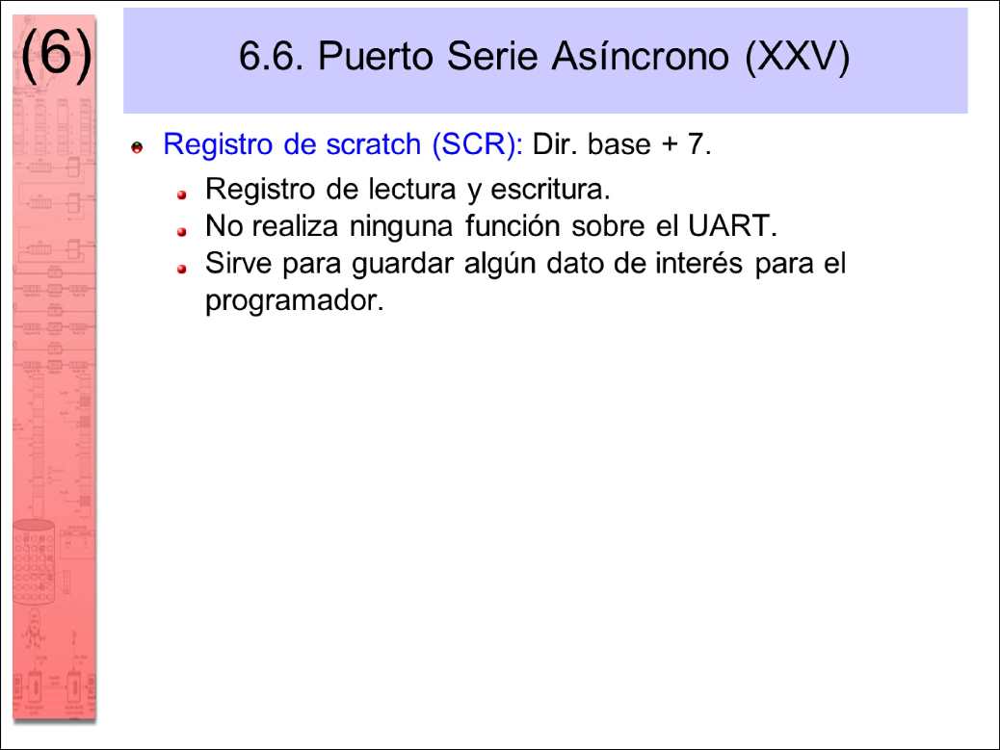 (6)
6.6. Puerto Serie Asíncrono (XXV)
Registro de scratch (SCR): Dir. base + 7.
Registro de lectura y escritura.
No realiza ninguna función sobre el UART.
Sirve para guardar algún dato de interés para el
programador.